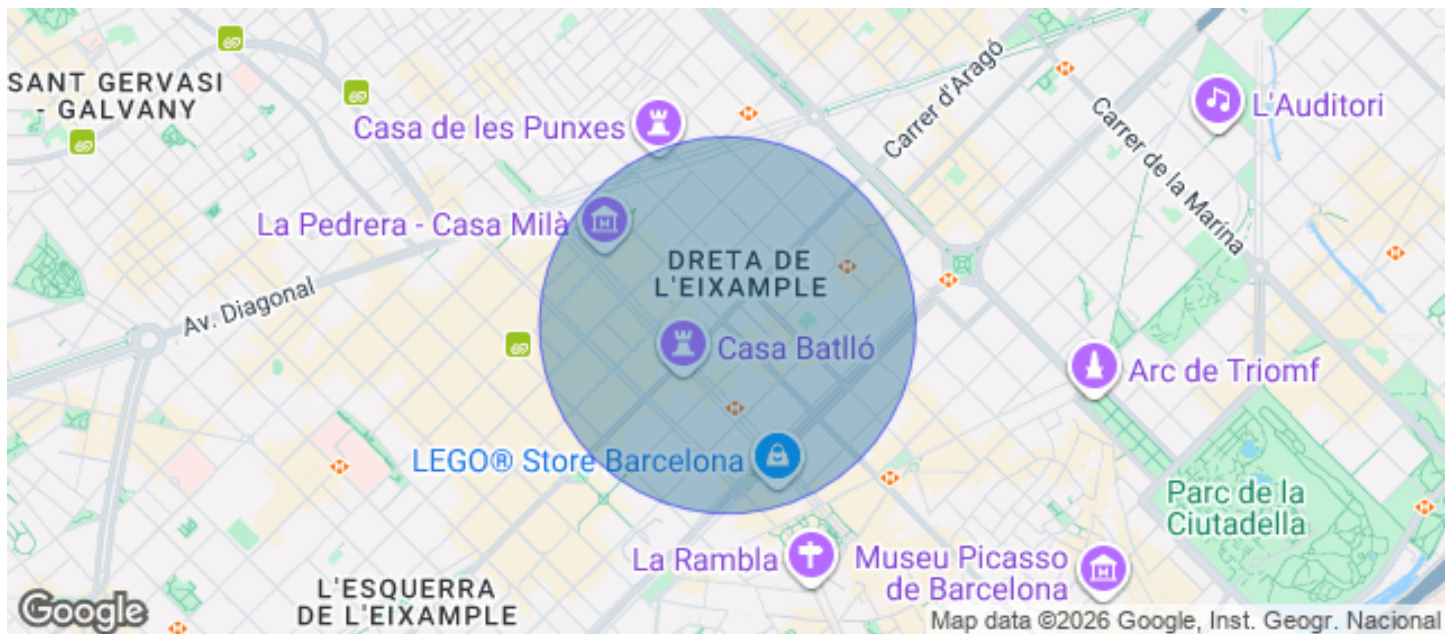 SANT GERVASI
- GALVANY
Casa de les Punxes
Carrer d'Aragó
L'Auditori
Carrer de la Marina
La Pedrera - Casa Milà
DRETA DE
L'EIXAMPLE
Av. Diagonal
Casa Batlló
Arc de Triomf
LEGO® Store Barcelona
Parc de la
Ciutadella
La Rambla
Museu Picasso
de Barcelona
L'ESQUERRA
DE L'EIXAMPLE
Google
Map data ©2026 Google, Inst. Geogr. Nacional